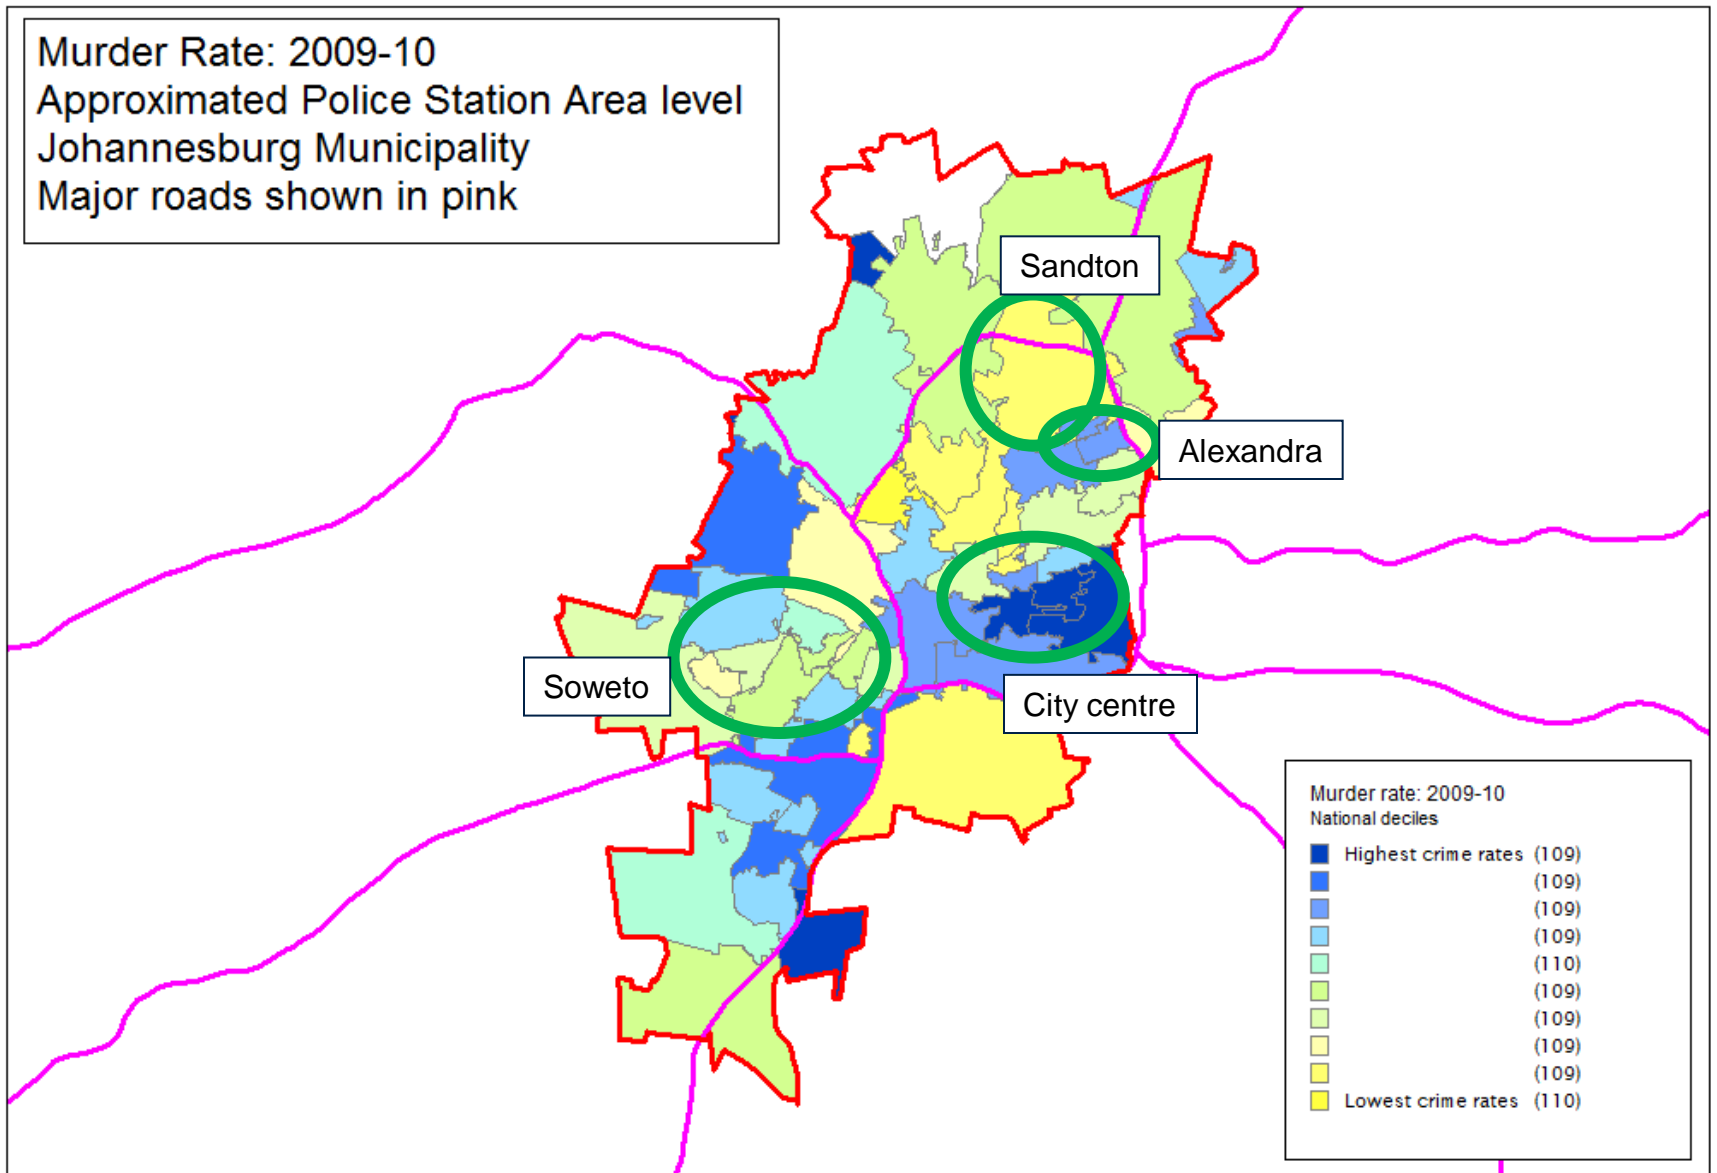 Murder Rate: 2009-10
Approximated Police Station Area level
Johannesburg Municipality
Major roads shown in pink
Sandton
Alexandra
Soweto
City centre
Murder rate: 2009-10
National deciles
Highest crime rates (109)
(109)
(109)
(109)
(110)
(109)
(109)
(109)
(109)
Lowest crime rates (110)